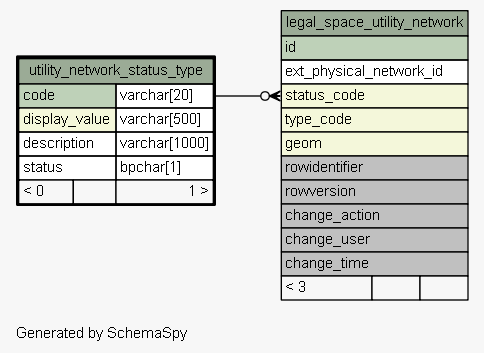 utility_network_status_type
code varchar[20]
display_value varchar[500]
description varchar[1000]
status bpchar[1]
< 0 1 >
legal_space_utility_network
id
ext_physical_network_id
status_code
type_code
geom
rowidentifier
rowversion
change_action
change_user
change_time
< 3
Generated by SchemaSpy